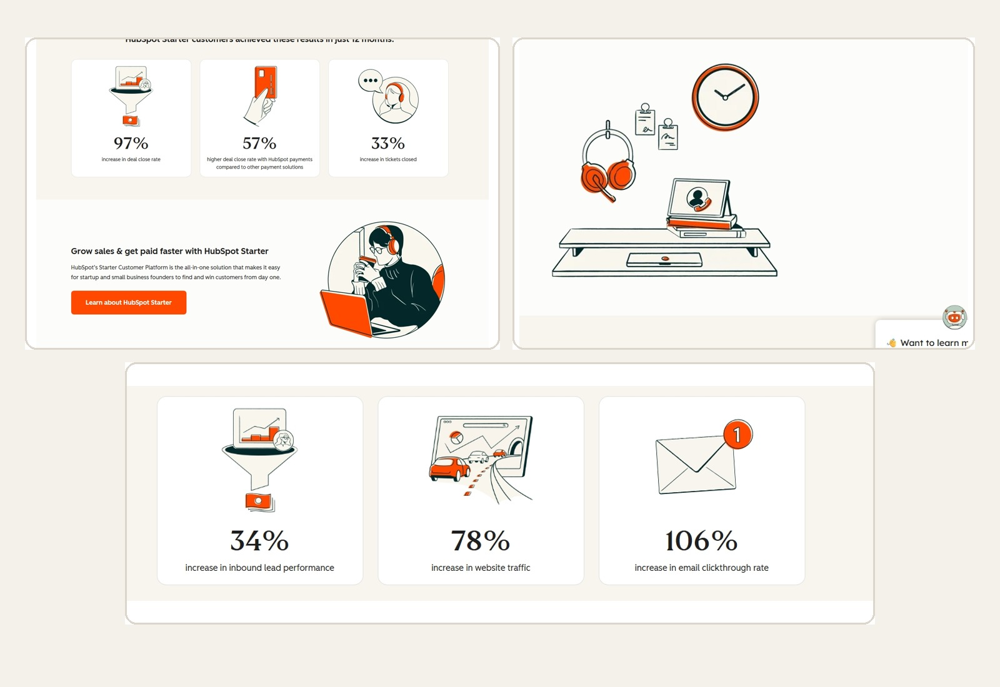 HubSpot Starter customers achieved these results in just 12 months.
97%
increase in deal close rate
57%
higher deal close rate with HubSpot payments
compared to other payment solutions
33%
increase in tickets closed
Grow sales & get paid faster with HubSpot Starter
HubSpot's Starter Customer Platform is the all-in-one solution that makes it easy
for startup and small business founders to find and win customers from day one.
Learn about HubSpot Starter
👋 Want to learn m
34%
increase in inbound lead performance
78%
increase in website traffic
1
106%
increase in email clickthrough rate